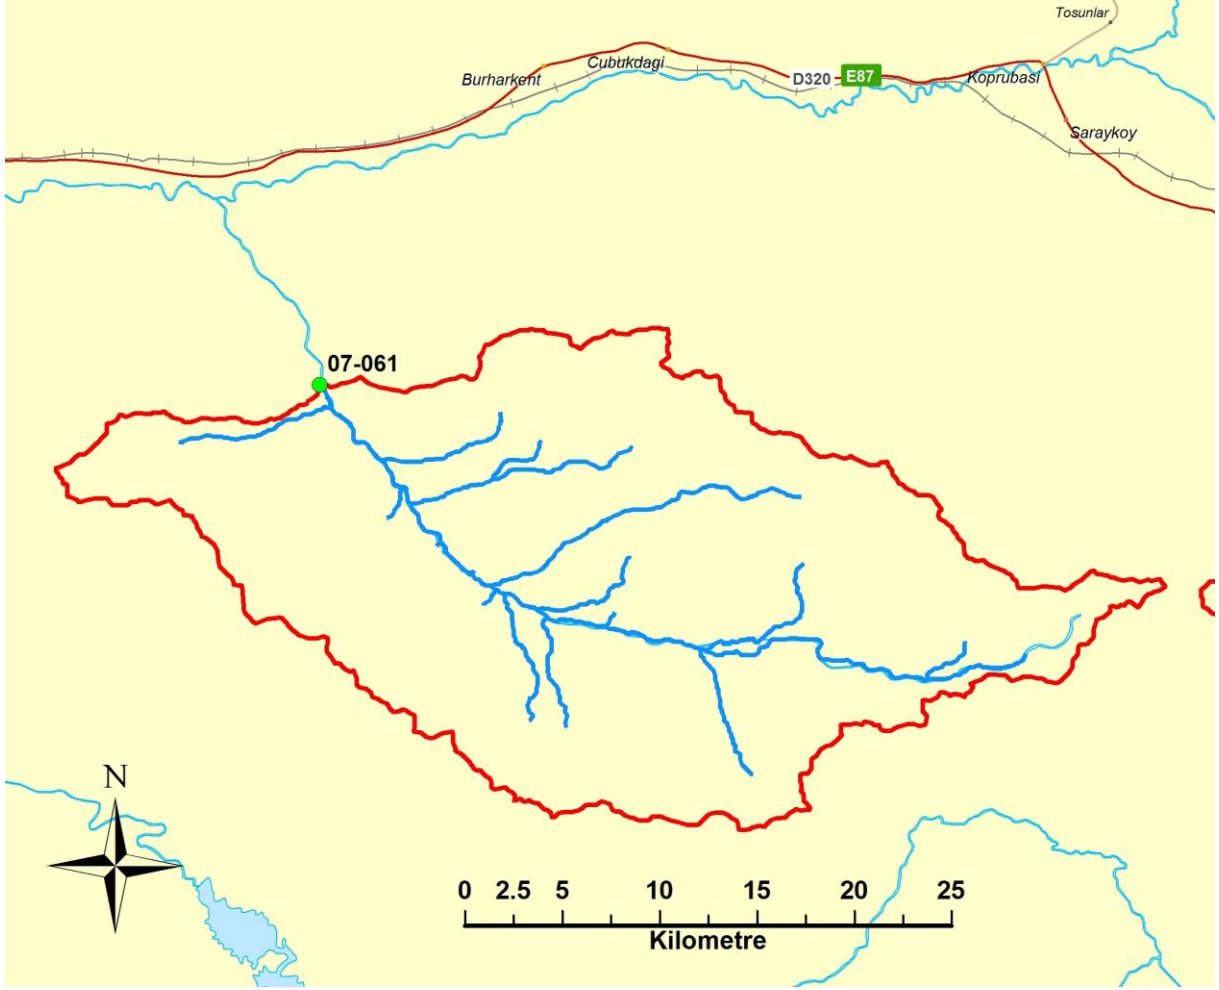 Tosunlar
Cubukdagi
Burharkent
D320
E87
Koprubasi
Saraykoy
07-061
N
0 2.5 5 10 15 20 25
Kilometre